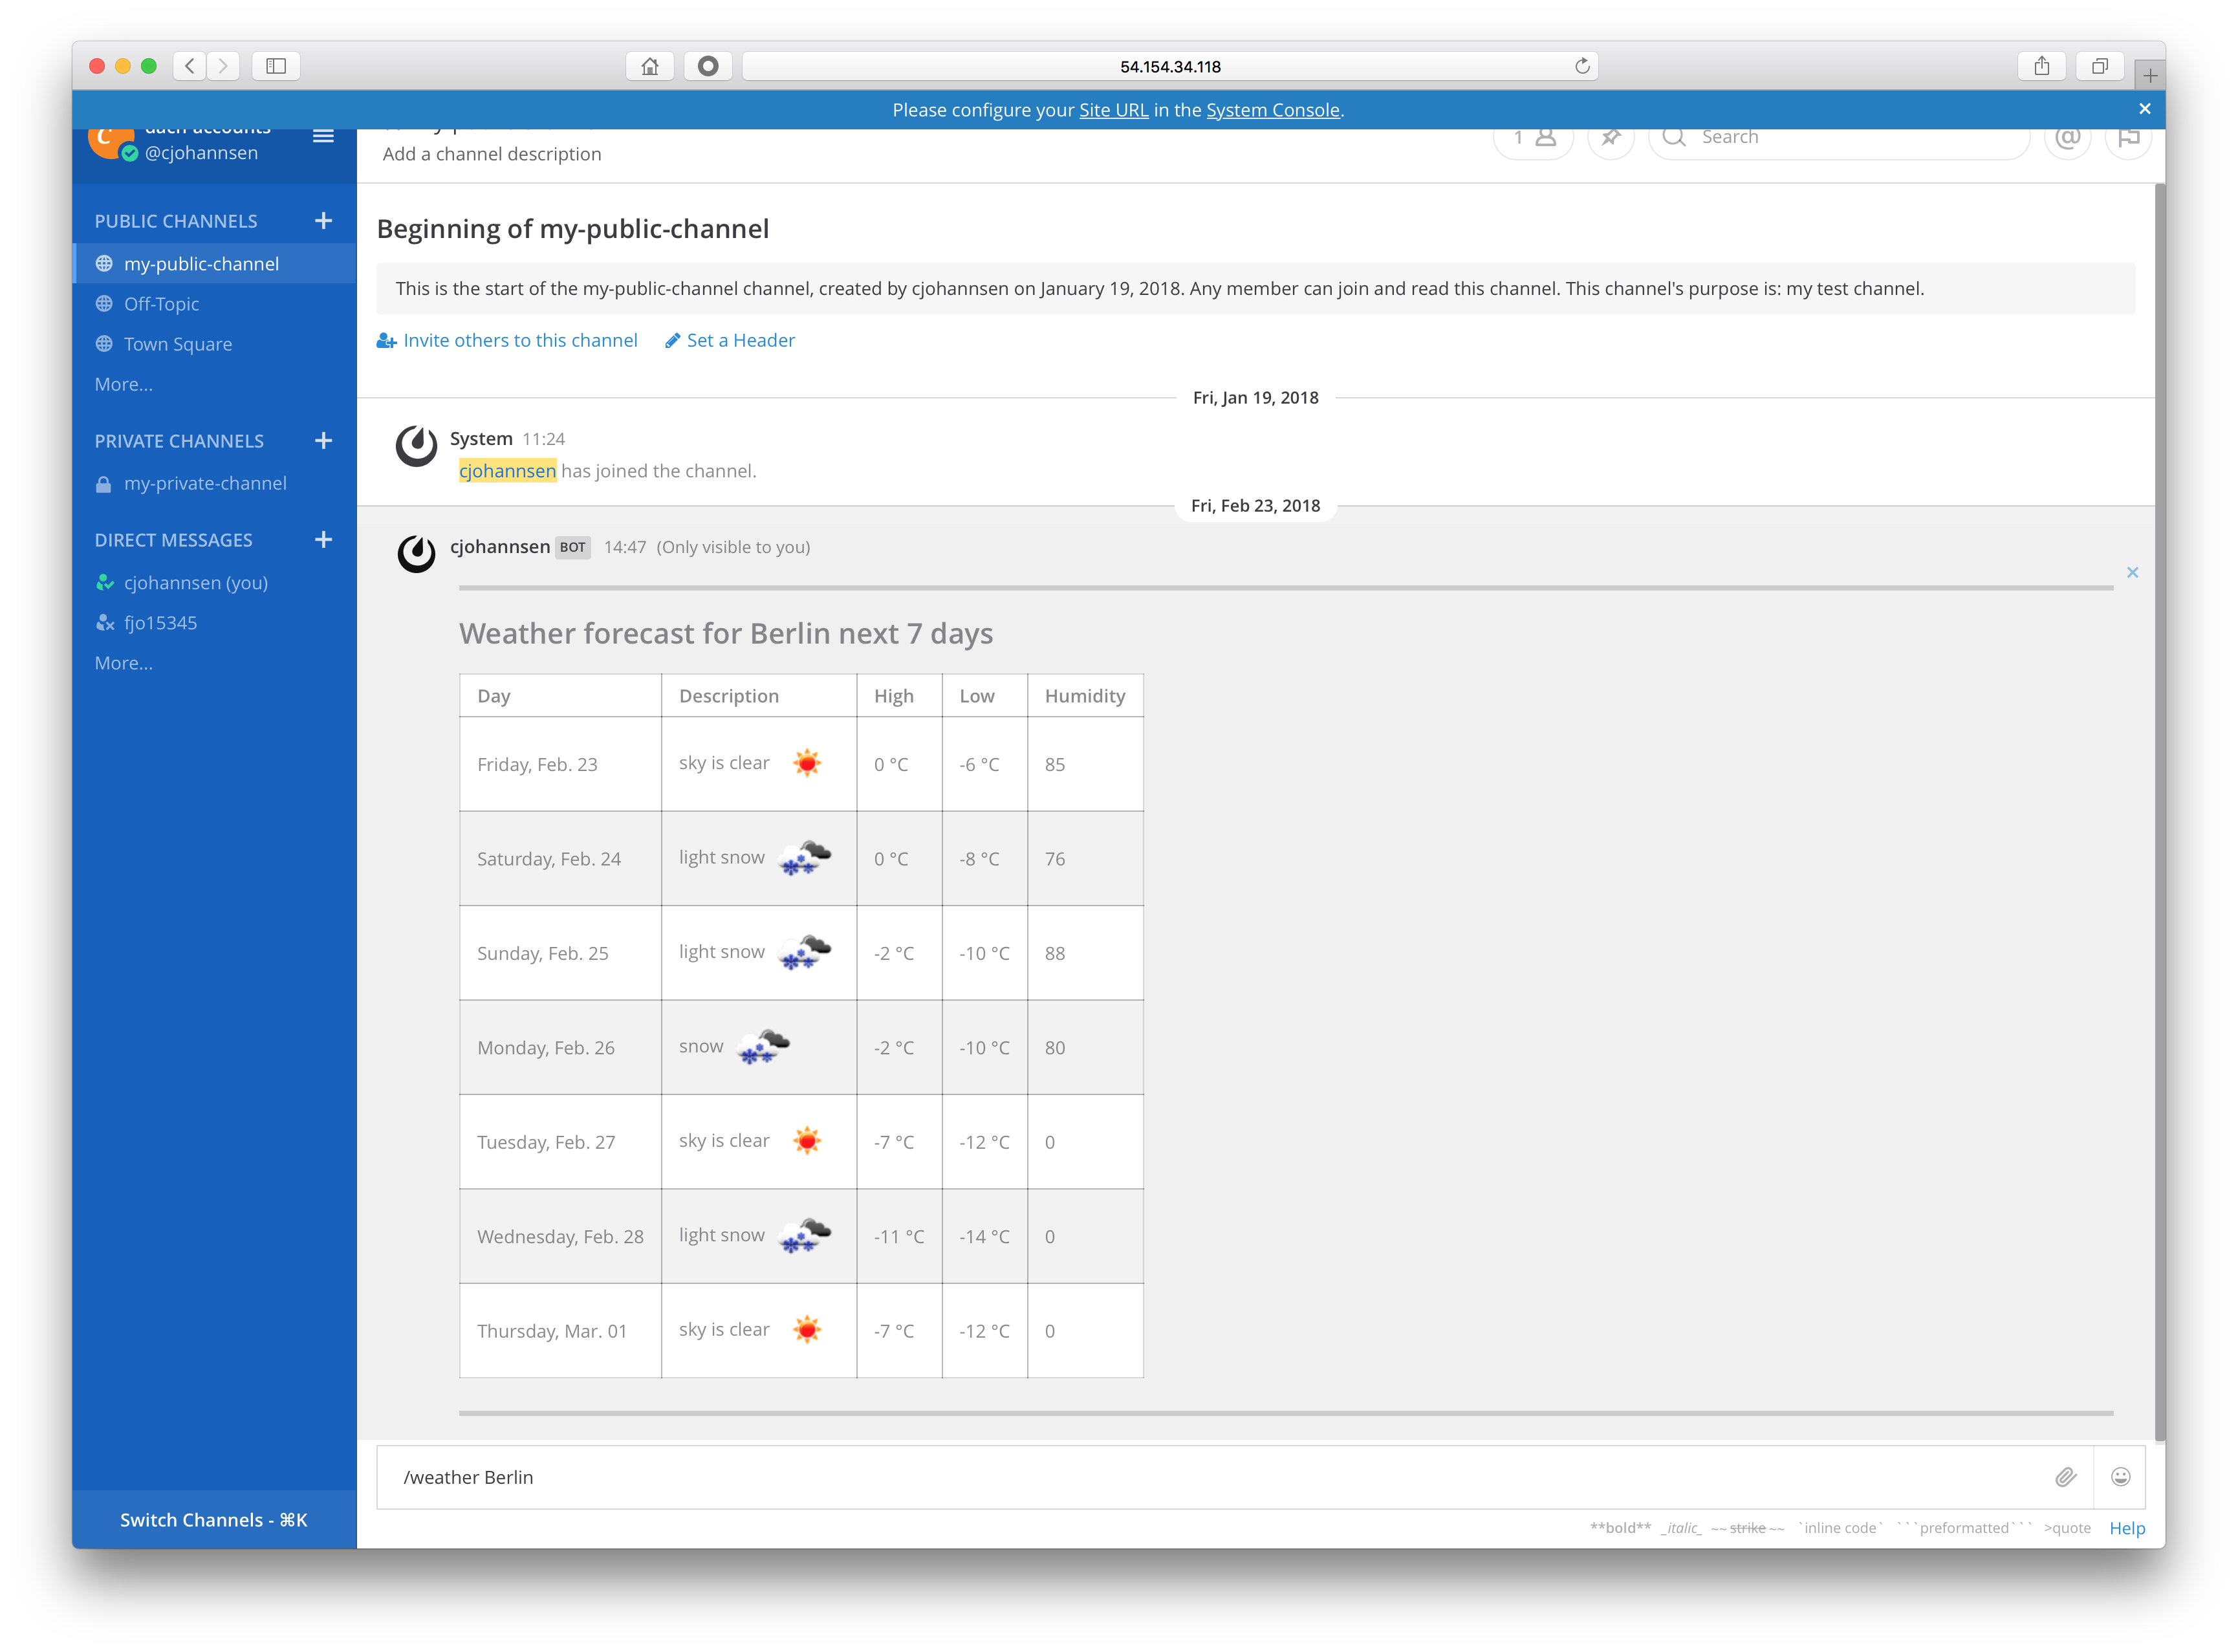 54.154.34.118
Please configure your Site URL in the System Console.
@cjohannsen
Add a channel description
1
Search
PUBLIC CHANNELS
my-public-channel
Off-Topic
Town Square
More...
PRIVATE CHANNELS
my-private-channel
DIRECT MESSAGES
cjohannsen (you)
fjo15345
More...
Switch Channels - ⌘K
Beginning of my-public-channel
This is the start of the my-public-channel channel, created by cjohannsen on January 19, 2018. Any member can join and read this channel. This channel's purpose is: my test channel.
Invite others to this channel Set a Header
Fri, Jan 19, 2018
System 11:24
cjohannsen has joined the channel.
Fri, Feb 23, 2018
cjohannsen BOT 14:47 (Only visible to you)
Weather forecast for Berlin next 7 days
Day Description High Low Humidity
Friday, Feb. 23 sky is clear 0 °C -6 °C 85
Saturday, Feb. 24 light snow 0 °C -8 °C 76
Sunday, Feb. 25 light snow -2 °C -10 °C 88
Monday, Feb. 26 snow -2 °C -10 °C 80
Tuesday, Feb. 27 sky is clear -7 °C -12 °C 0
Wednesday, Feb. 28 light snow -11 °C -14 °C 0
Thursday, Mar. 01 sky is clear -7 °C -12 °C 0
/weather Berlin
**bold** _italic_ ~~strike~~ `inline code` ```preformatted``` >quote Help